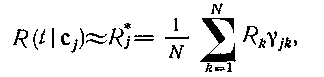 R(t | c_j) ≈ R_j^* = \frac{1}{N} \sum_{k=1}^{N} R_k γ_{jk},